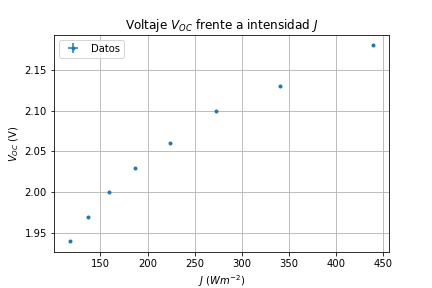 Voltaje $V_{OC}$ frente a intensidad $J$
Datos
$V_{OC}$ (V)
2.15
2.10
2.05
2.00
1.95
150 200 250 300 350 400 450
$J$ ($Wm^{-2}$)